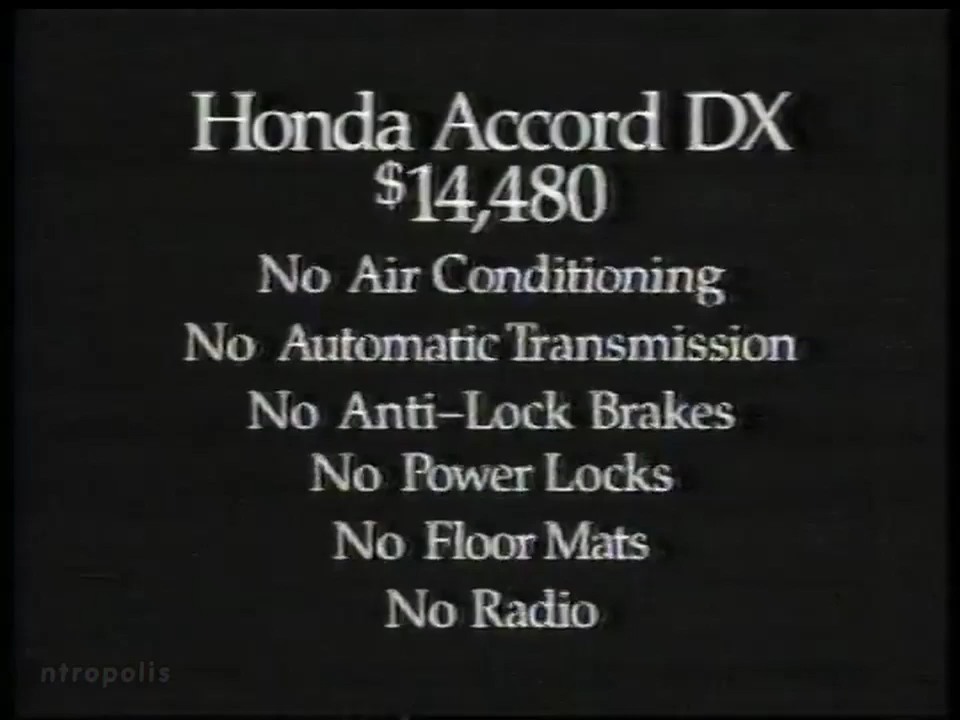 Honda Accord DX
$14,480
No Air Conditioning
No Automatic Transmission
No Anti-Lock Brakes
No Power Locks
No Floor Mats
No Radio
ntropolis